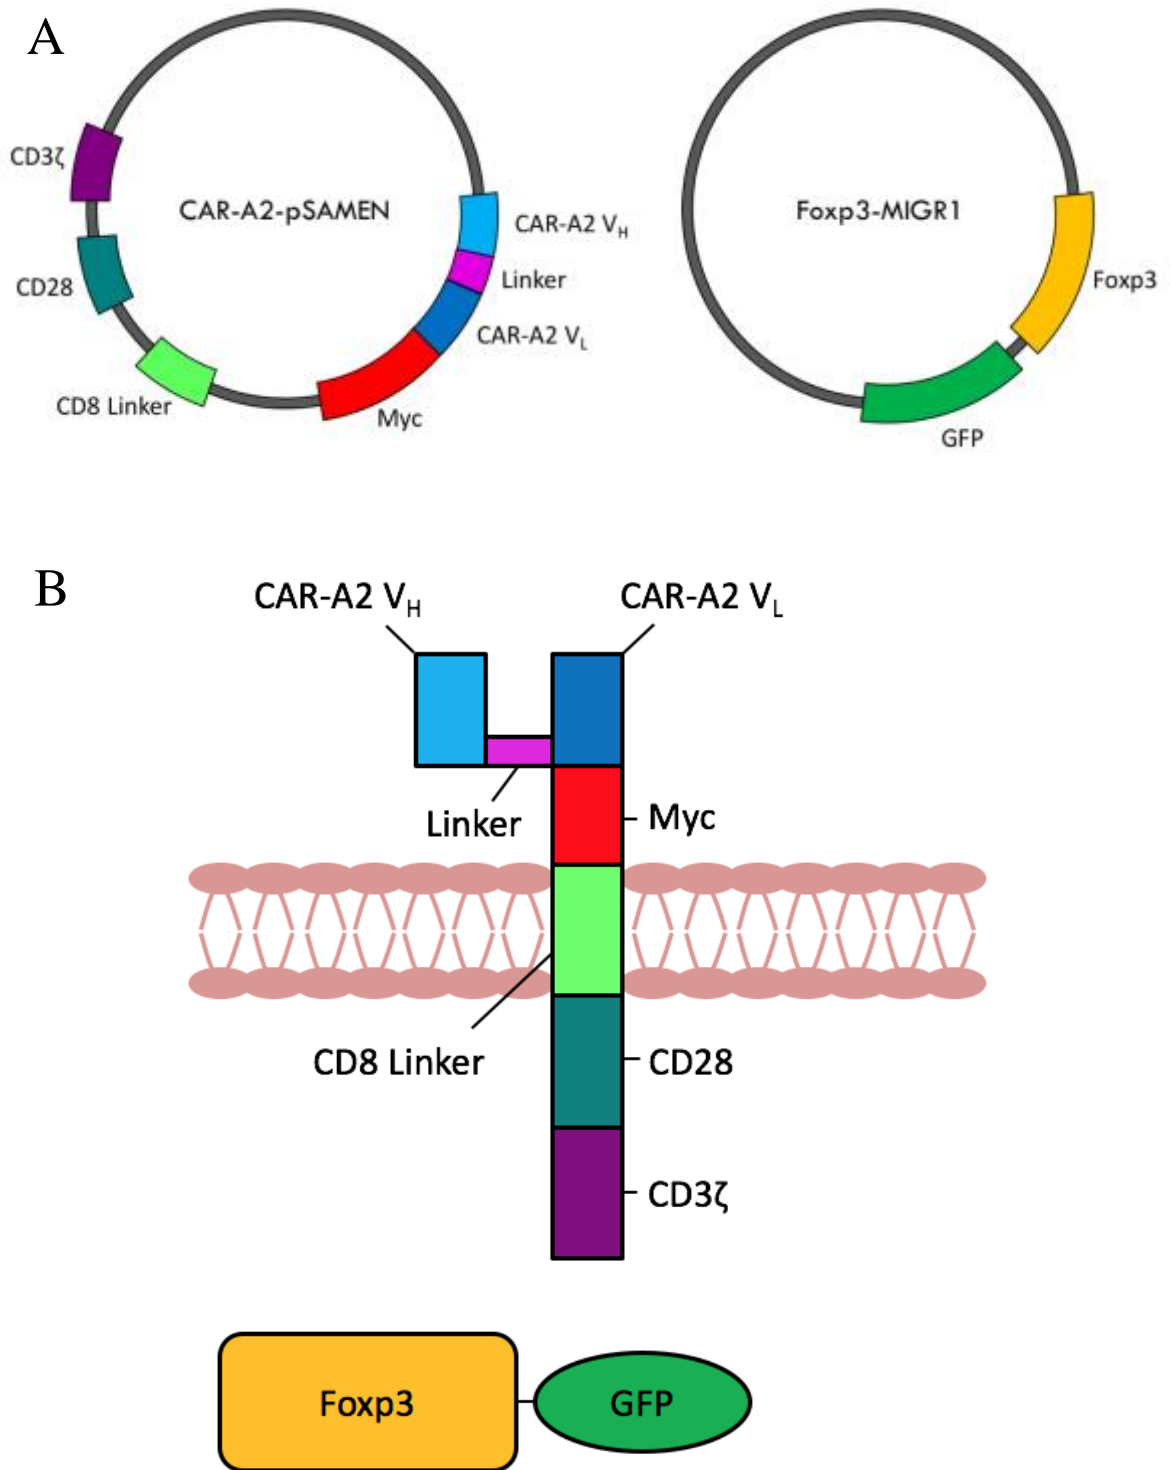 A
CD3ζ
CAR-A2-pSAMEN
CAR-A2 VH
Linker
CD28
CAR-A2 VL
CD8 Linker
Myc
Foxp3-MIGR1
Foxp3
GFP
B
CAR-A2 VH
CAR-A2 VL
Linker
Myc
CD8 Linker
CD28
CD3ζ
Foxp3
GFP